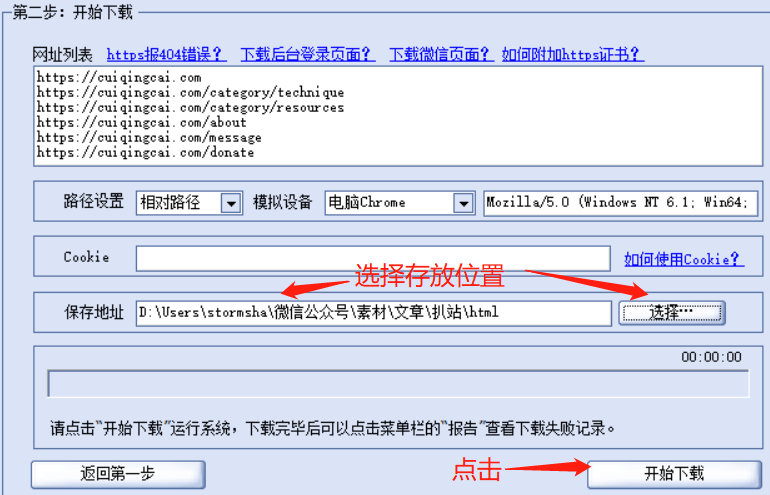 第二步：开始下载
网址列表 https报404错误？ 下载后台登录页面？ 下载微信页面？ 如何附加https证书？
https://cuiqingcai.com
https://cuiqingcai.com/category/technique
https://cuiqingcai.com/category/resources
https://cuiqingcai.com/about
https://cuiqingcai.com/message
https://cuiqingcai.com/donate
路径设置 相对路径 模拟设备 电脑Chrome Mozilla/5.0 (Windows NT 6.1; Win64;
Cookie 如何使用Cookie？
选择存放位置
保存地址 D:\Users\stormsha\微信公众号\素材\文章\扒站\html 选择…
00:00:00
请点击“开始下载”运行系统，下载完毕后可以点击菜单栏的“报告”查看下载失败记录。
返回第一步 点击 开始下载